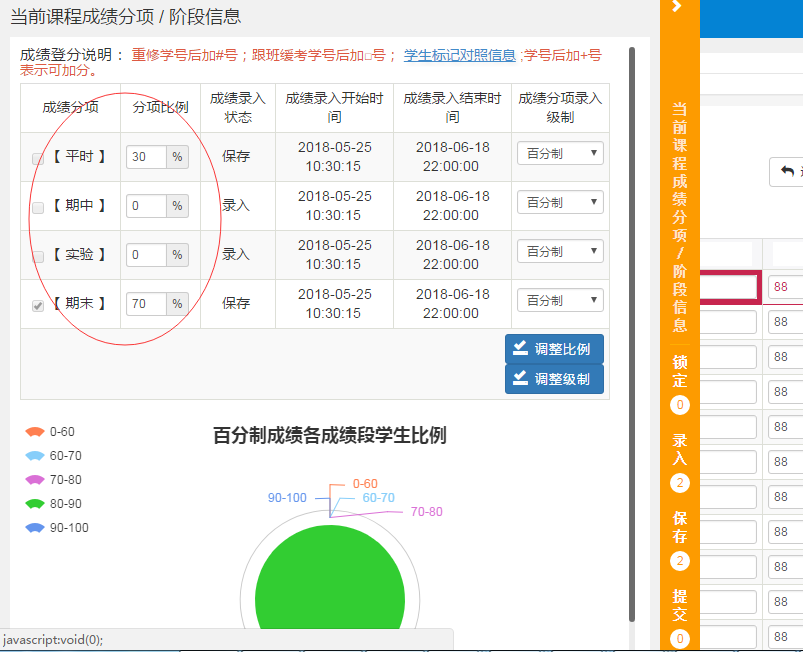 当前课程成绩分项 / 阶段信息
成绩登分说明 : 重修学号后加#号；跟班缓考学号后加□号； 学生标记对照信息 ;学号后加+号
表示可加分。
成绩分项 分项比例 成绩录入 成绩录入开始时 成绩录入结束时 成绩分项录入
状态 间 间 级制
【 平时 】 30 % 保存 2018-05-25 2018-06-18 百分制
10:30:15 22:00:00
【 期中 】 0 % 录入 2018-05-25 2018-06-18 百分制
10:30:15 22:00:00
【 实验 】 0 % 录入 2018-05-25 2018-06-18 百分制
10:30:15 22:00:00
【 期末 】 70 % 保存 2018-05-25 2018-06-18 百分制
10:30:15 22:00:00
调整比例
调整级制
百分制成绩各成绩段学生比例
0-60
60-70
70-80
80-90
90-100
0-60
90-100 60-70
70-80
javascript:void(0);
当前课程成绩分项/阶段信息
锁定
0
录入
2
保存
2
提交
0
88
88
88
88
88
88
88
88
88
88
88